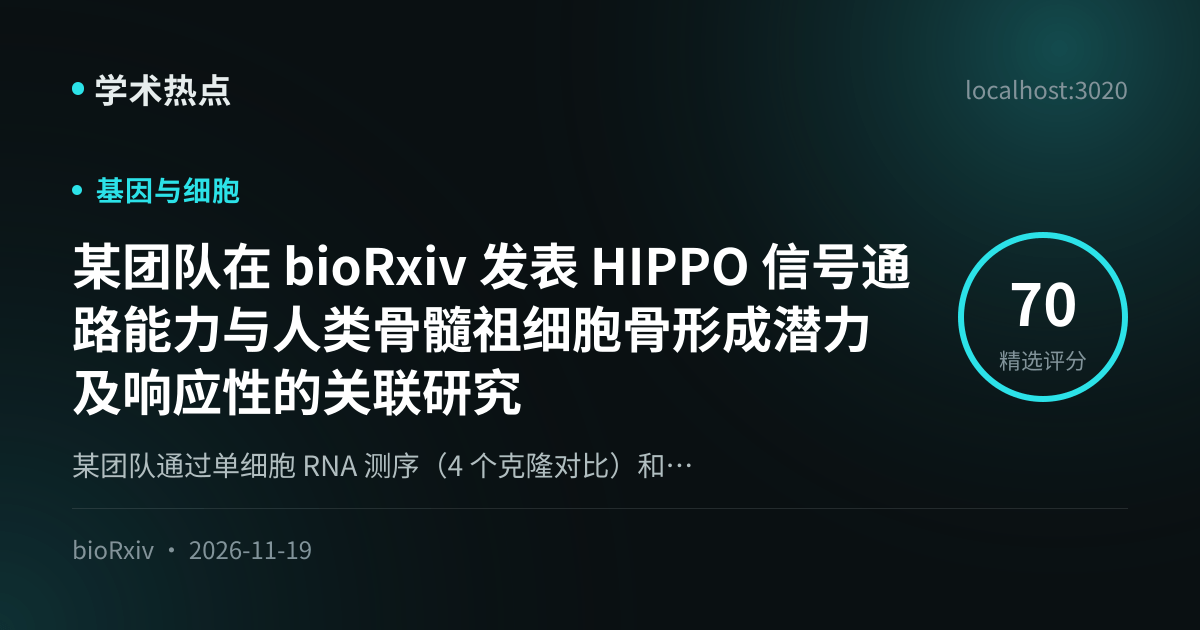 学术热点
localhost:3020
基因与细胞
某团队在 bioRxiv 发表 HIPPO 信号通
路能力与人类骨髓祖细胞骨形成潜力
及响应性的关联研究
70
精选评分
某团队通过单细胞 RNA 测序（4 个克隆对比）和…
bioRxiv · 2026-11-19